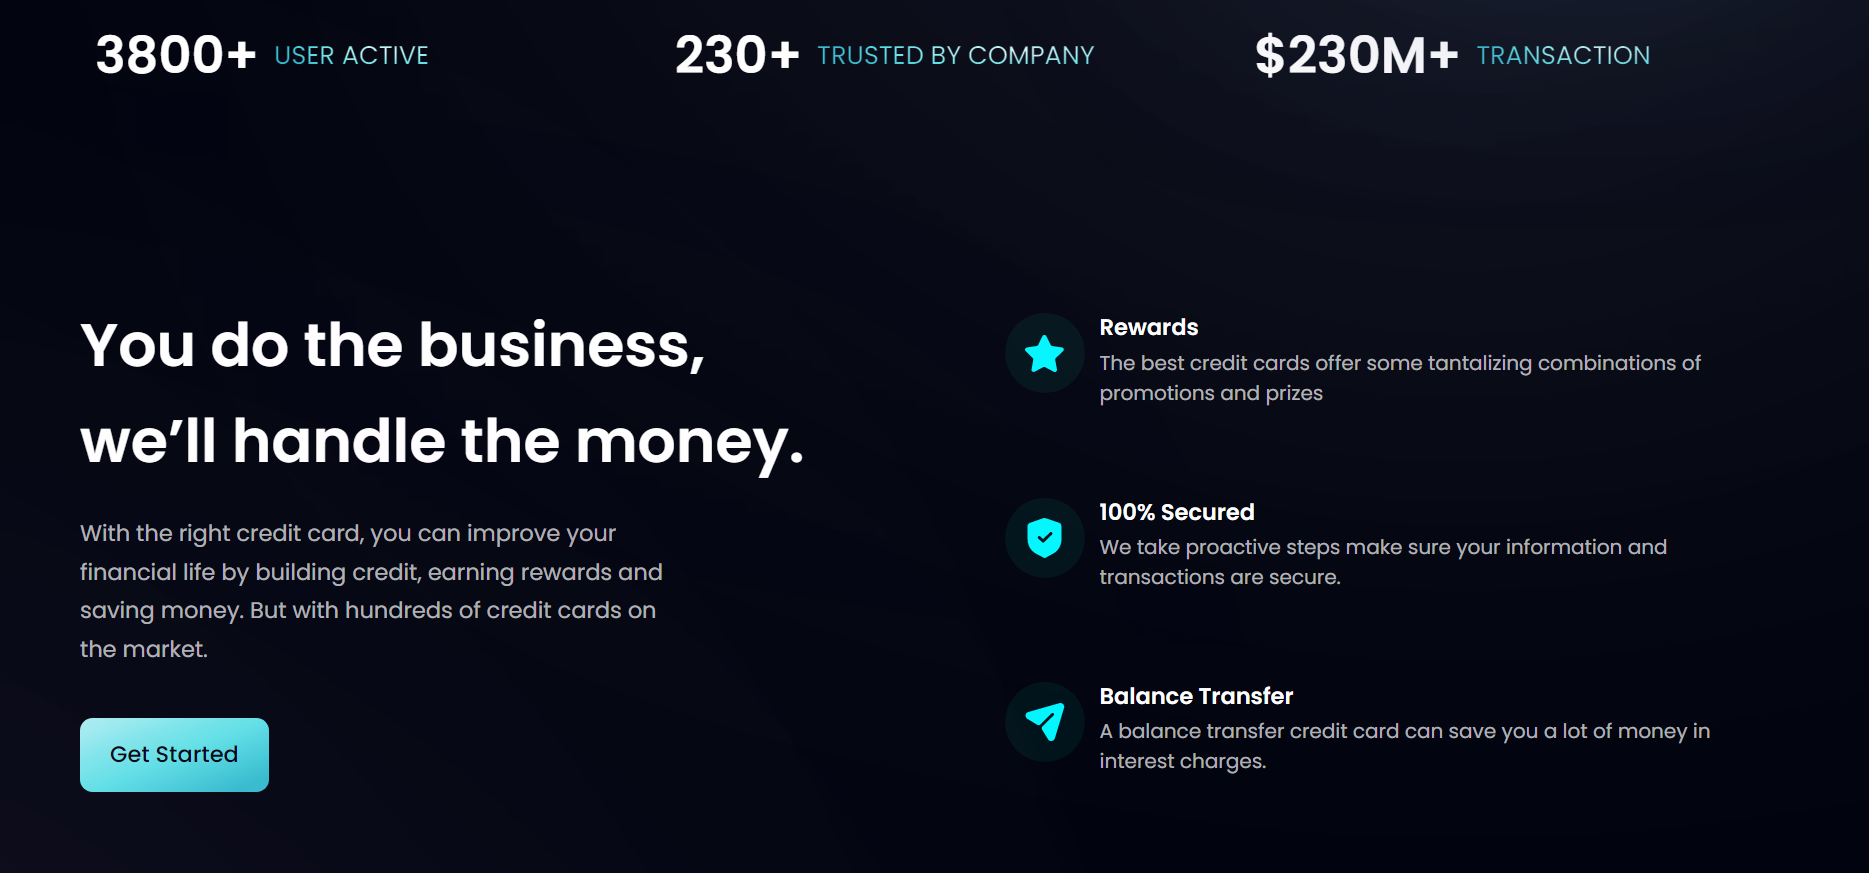 3800+ USER ACTIVE
230+ TRUSTED BY COMPANY
$230M+ TRANSACTION
You do the business,
we’ll handle the money.
With the right credit card, you can improve your
financial life by building credit, earning rewards and
saving money. But with hundreds of credit cards on
the market.
Get Started
Rewards
The best credit cards offer some tantalizing combinations of
promotions and prizes
100% Secured
We take proactive steps make sure your information and
transactions are secure.
Balance Transfer
A balance transfer credit card can save you a lot of money in
interest charges.